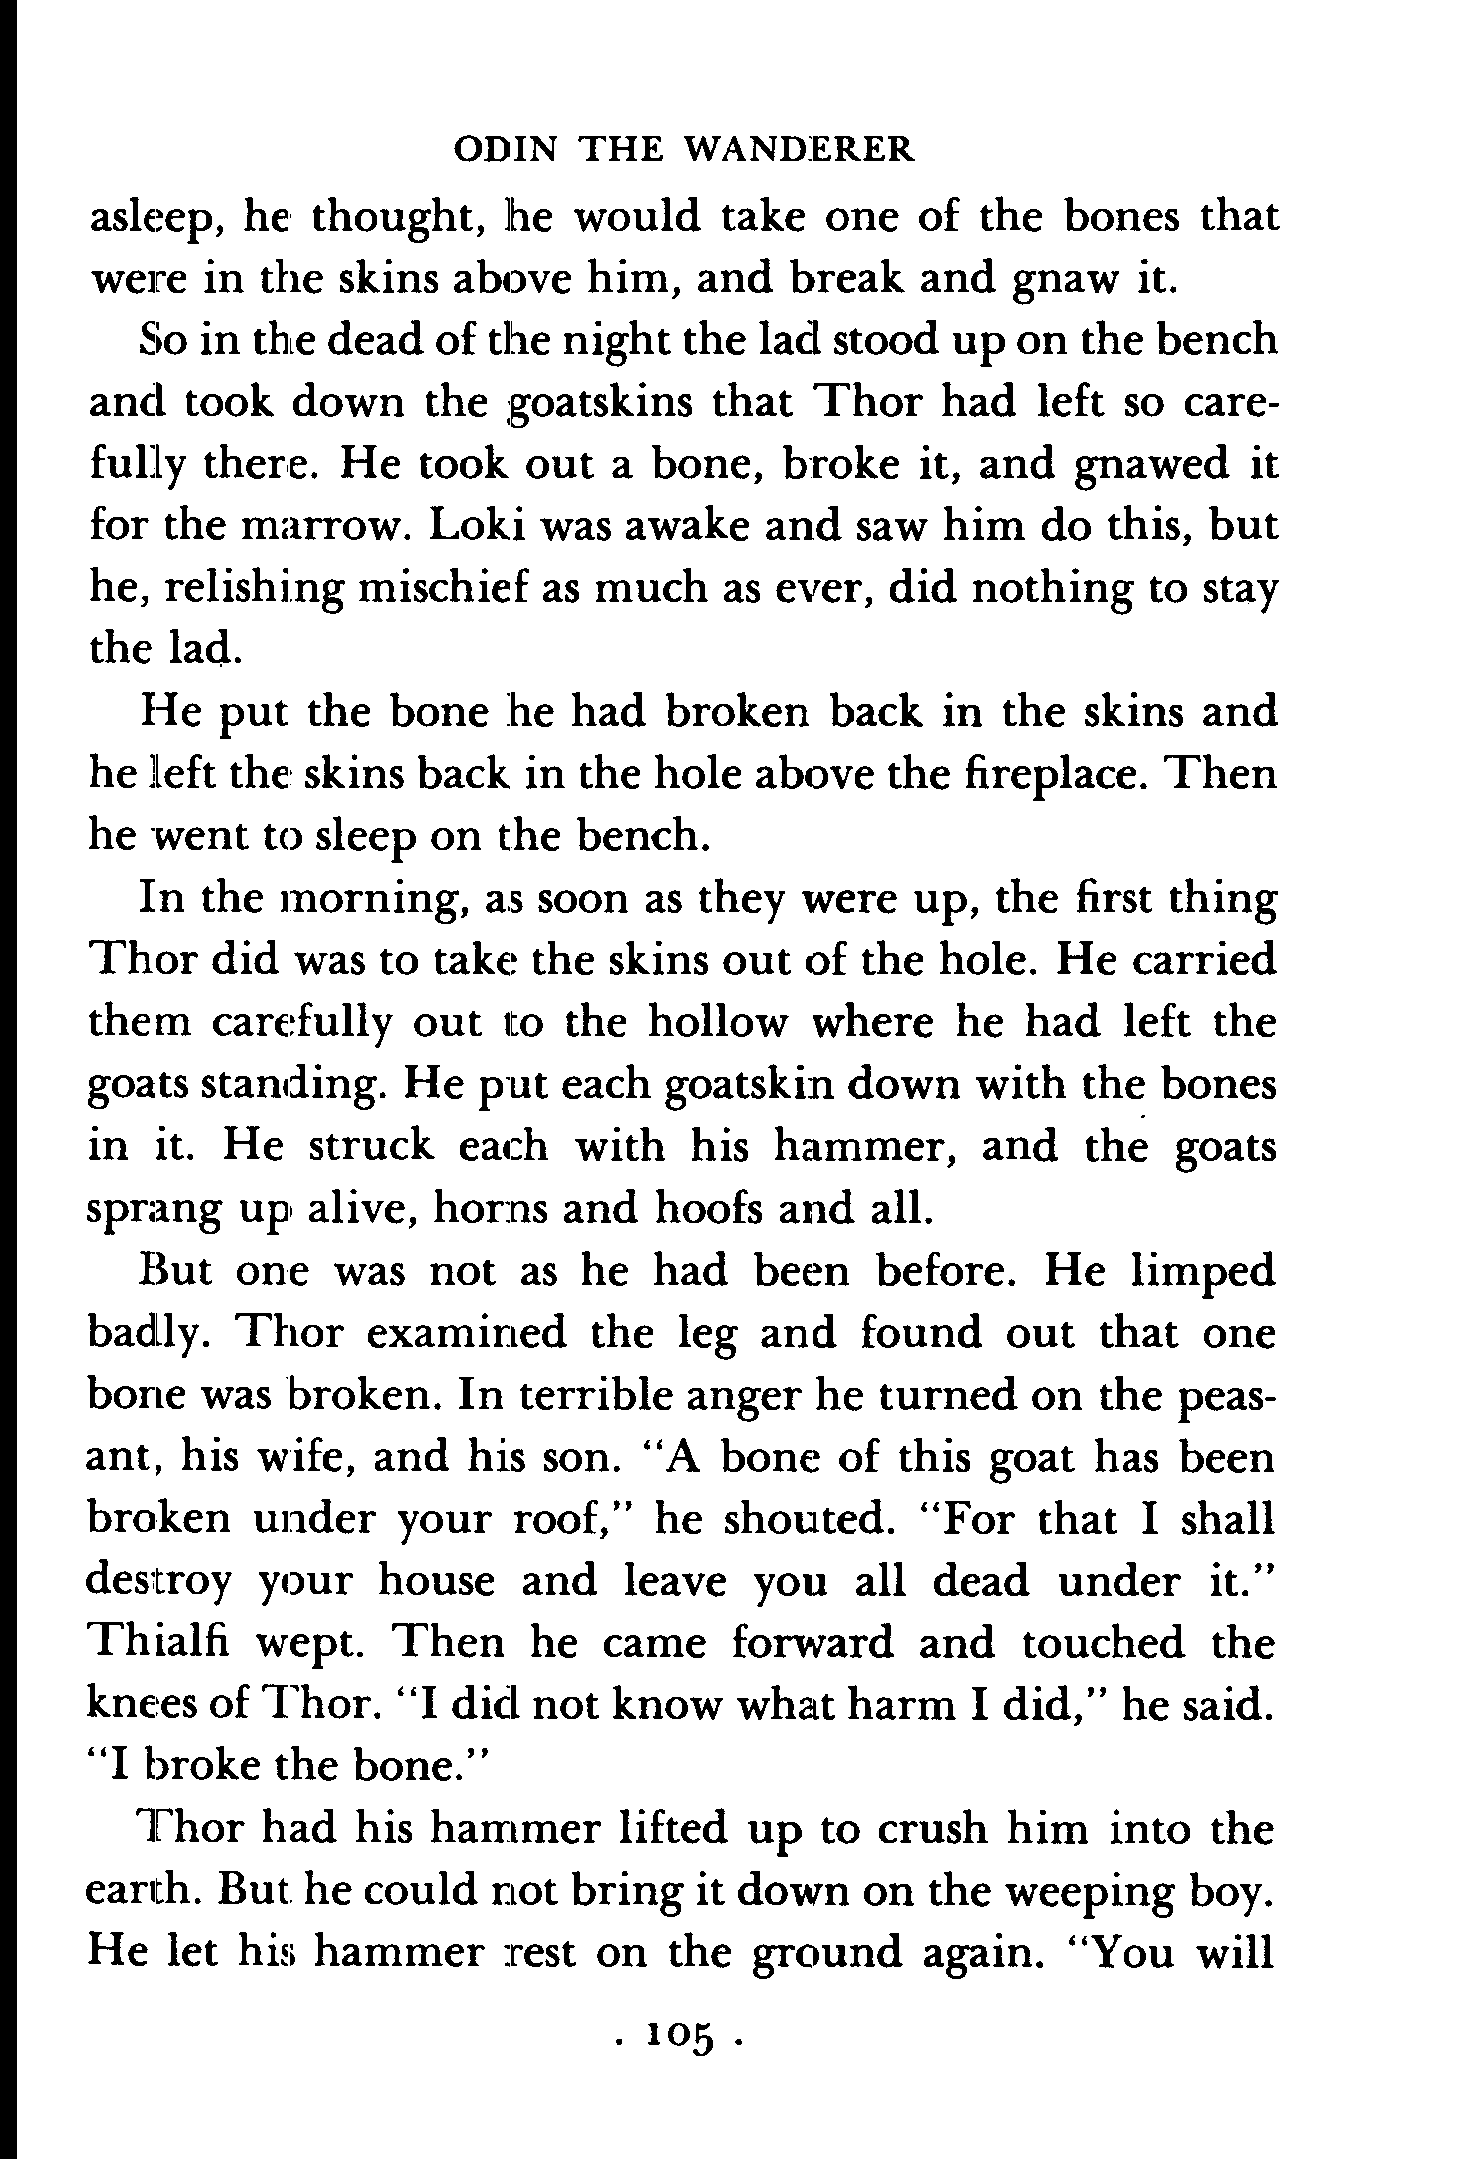 ODIN THE WANDERER
asleep, he thought, he would take one of the bones that
were in the skins above him, and break and gnaw it.
So in the dead of the night the lad stood up on the bench
and took down the goatskins that Thor had left so care-
fully there. He took out a bone, broke it, and gnawed it
for the marrow. Loki was awake and saw him do this, but
he, relishing mischief as much as ever, did nothing to stay
the lad.
He put the bone he had broken back in the skins and
he left the skins back in the hole above the fireplace. Then
he went to sleep on the bench.
In the morning, as soon as they were up, the first thing
Thor did was to take the skins out of the hole. He carried
them carefully out to the hollow where he had left the
goats standing. He put each goatskin down with the bones
in it. He struck each with his hammer, and the goats
sprang up alive, horns and hoofs and all.
But one was not as he had been before. He limped
badly. Thor examined the leg and found out that one
bone was broken. In terrible anger he turned on the peas-
ant, his wife, and his son. "A bone of this goat has been
broken under your roof," he shouted. "For that I shall
destroy your house and leave you all dead under it."
Thialfi wept. Then he came forward and touched the
knees of Thor. "I did not know what harm I did," he said.
"I broke the bone."
Thor had his hammer lifted up to crush him into the
earth. But he could not bring it down on the weeping boy.
He let his hammer rest on the ground again. "You will
. 105 .